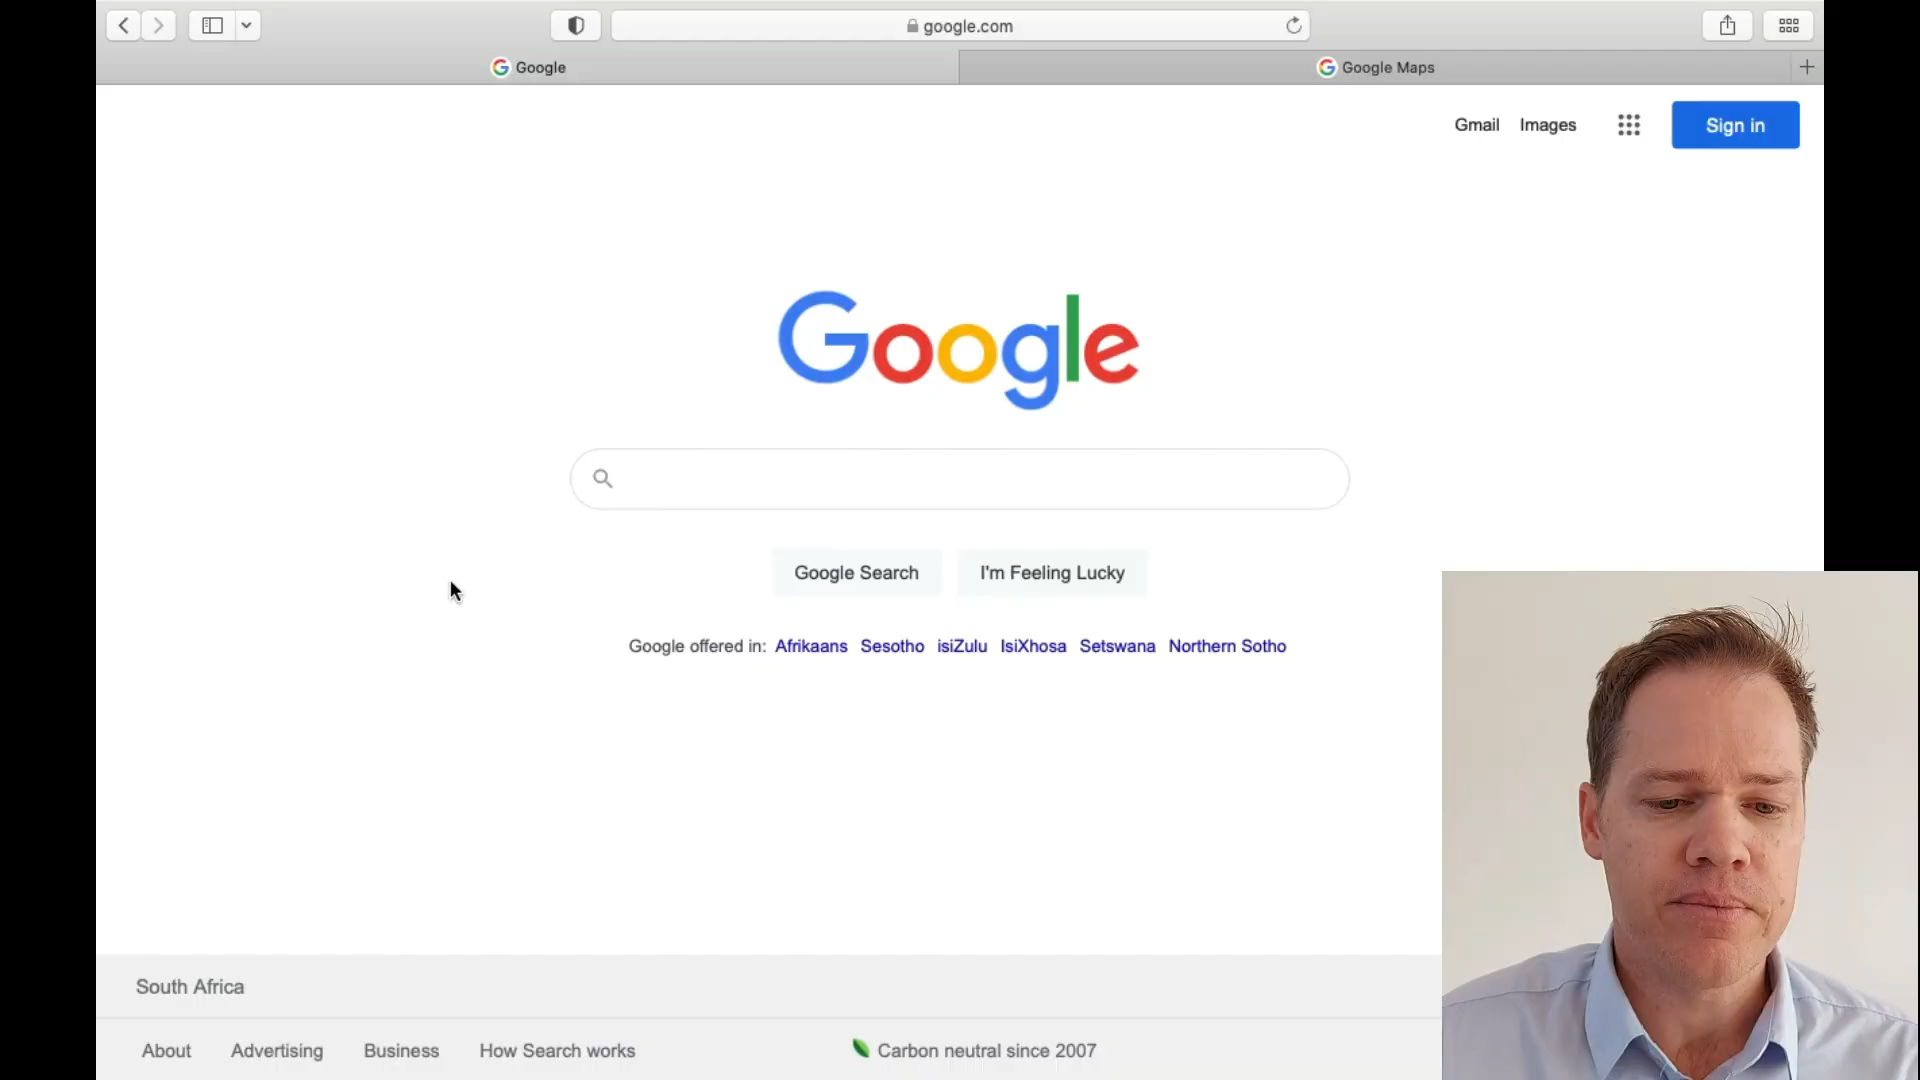 google.com
Google
Google Maps
Gmail Images Sign in
Google
Google Search I'm Feeling Lucky
Google offered in: Afrikaans Sesotho isiZulu IsiXhosa Setswana Northern Sotho
South Africa
About Advertising Business How Search works Carbon neutral since 2007